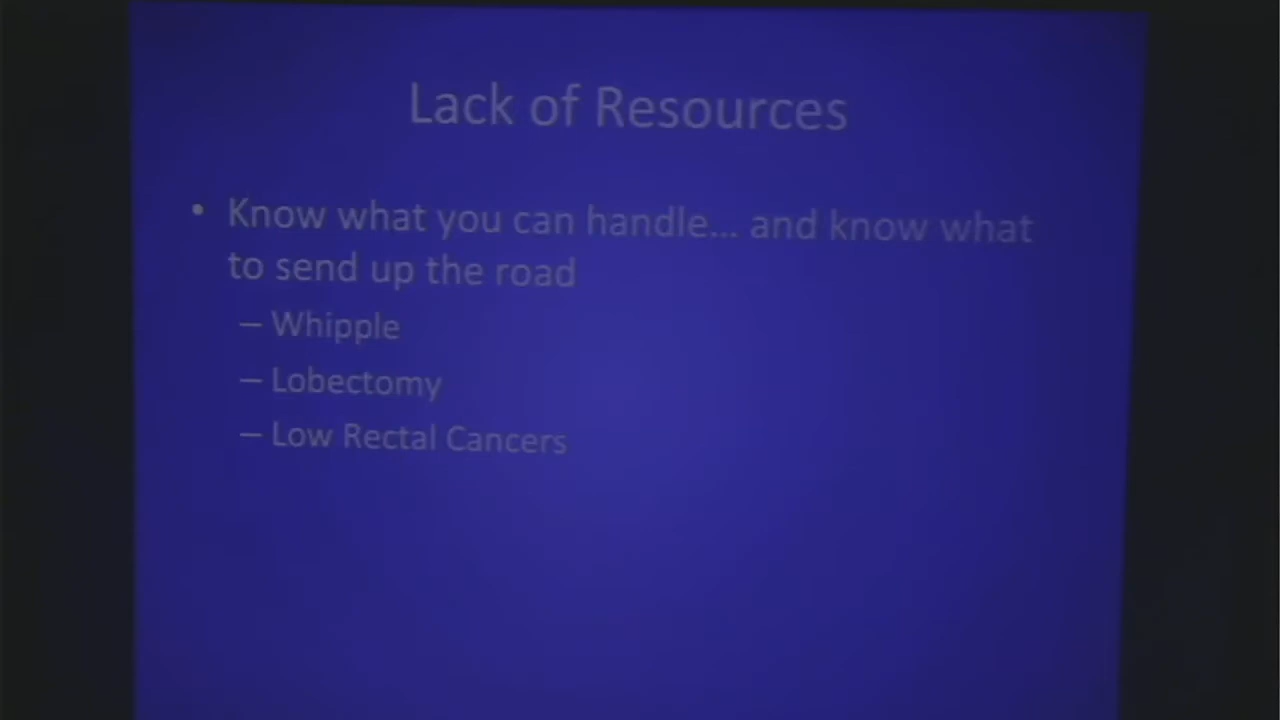 Lack of Resources
• Know what you can handle... and know what
to send up the road
– Whipple
– Lobectomy
– Low Rectal Cancers